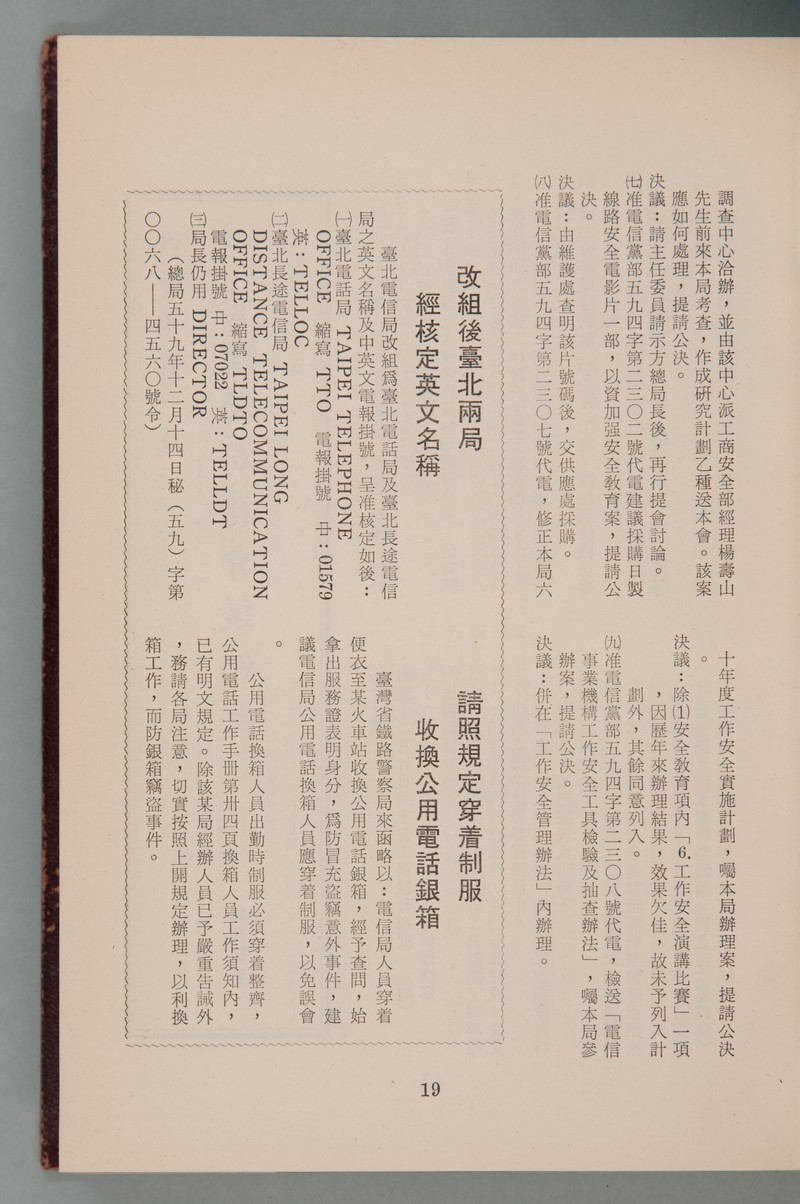 調查中心洽辦，並由該中心派工商安全部經理楊壽山
先生前來本局考查，作成研究計劃乙種送本會。該案
應如何處理，提請公決。
決議：請主任委員請示方總局長後，再行提會討論。
㈦准電信黨部五九四字第二三〇二號代電建議採購日製
線路安全電影片一部，以資加强安全教育案，提請公
決。
決議：由維護處查明該片號碼後，交供應處採購。
㈧准電信黨部五九四字第二三〇七號代電，修正本局六
十年度工作安全實施計劃，囑本局辦理案，提請公決
。
決議：除⑴安全教育項內「6.工作安全演講比賽」一項
，因歷年來辦理結果，效果欠佳，故未予列入計
劃外，其餘同意列入。
㈨准電信黨部五九四字第二三〇八號代電，檢送「電信
事業機構工作安全工具檢驗及抽查辦法」，囑本局參
辦案，提請公決。
決議：併在「工作安全管理辦法」內辦理。
改組後臺北兩局
經核定英文名稱
臺北電信局改組爲臺北電話局及臺北長途電信
局之英文名稱及中英文電報掛號，呈准核定如後：
㈠臺北電話局 TAIPEI TELEPHONE
OFFICE 縮寫 TTO 電報掛號 中：01579
英：TELLOC
㈡臺北長途電信局 TAIPEI LONG
DISTANCE TELECOMMUNICATION
OFFICE 縮寫 TLDTO
電報掛號 中：07022 英：TELLDT
㈢局長仍用 DIRECTOR
（總局五十九年十二月十四日秘（五九）字第
〇〇六八——四五六〇號令）
請照規定穿着制服
收換公用電話銀箱
臺灣省鐵路警察局來函略以：電信局人員穿着
便衣至某火車站收換公用電話銀箱，經予查問，始
拿出服務證表明身分，爲防冒充盜竊意外事件，建
議電信局公用電話換箱人員應穿着制服，以免誤會
。
公用電話換箱人員出勤時制服必須穿着整齊，
公用電話工作手冊第卅四頁換箱人員工作須知內，
已有明文規定。除該某局經辦人員已予嚴重告誡外
，務請各局注意，切實按照上開規定辦理，以利換
箱工作，而防銀箱竊盜事件。
19